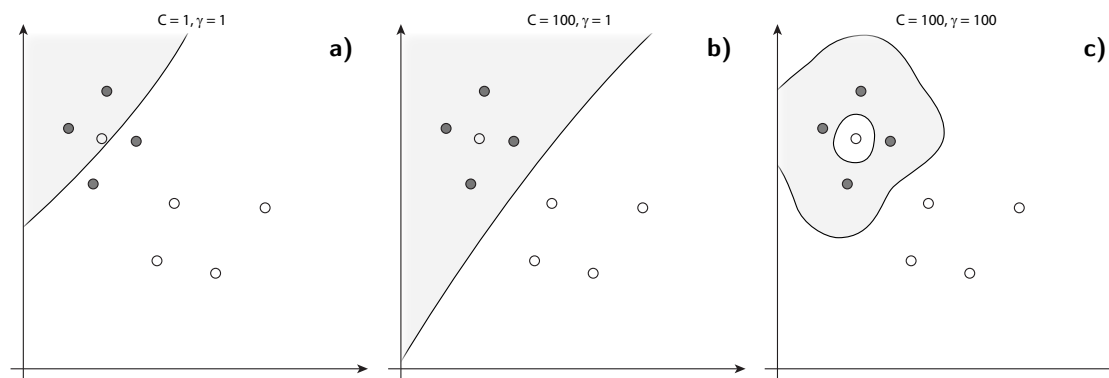 C = 1, γ = 1
a)
C = 100, γ = 1
b)
C = 100, γ = 100
c)